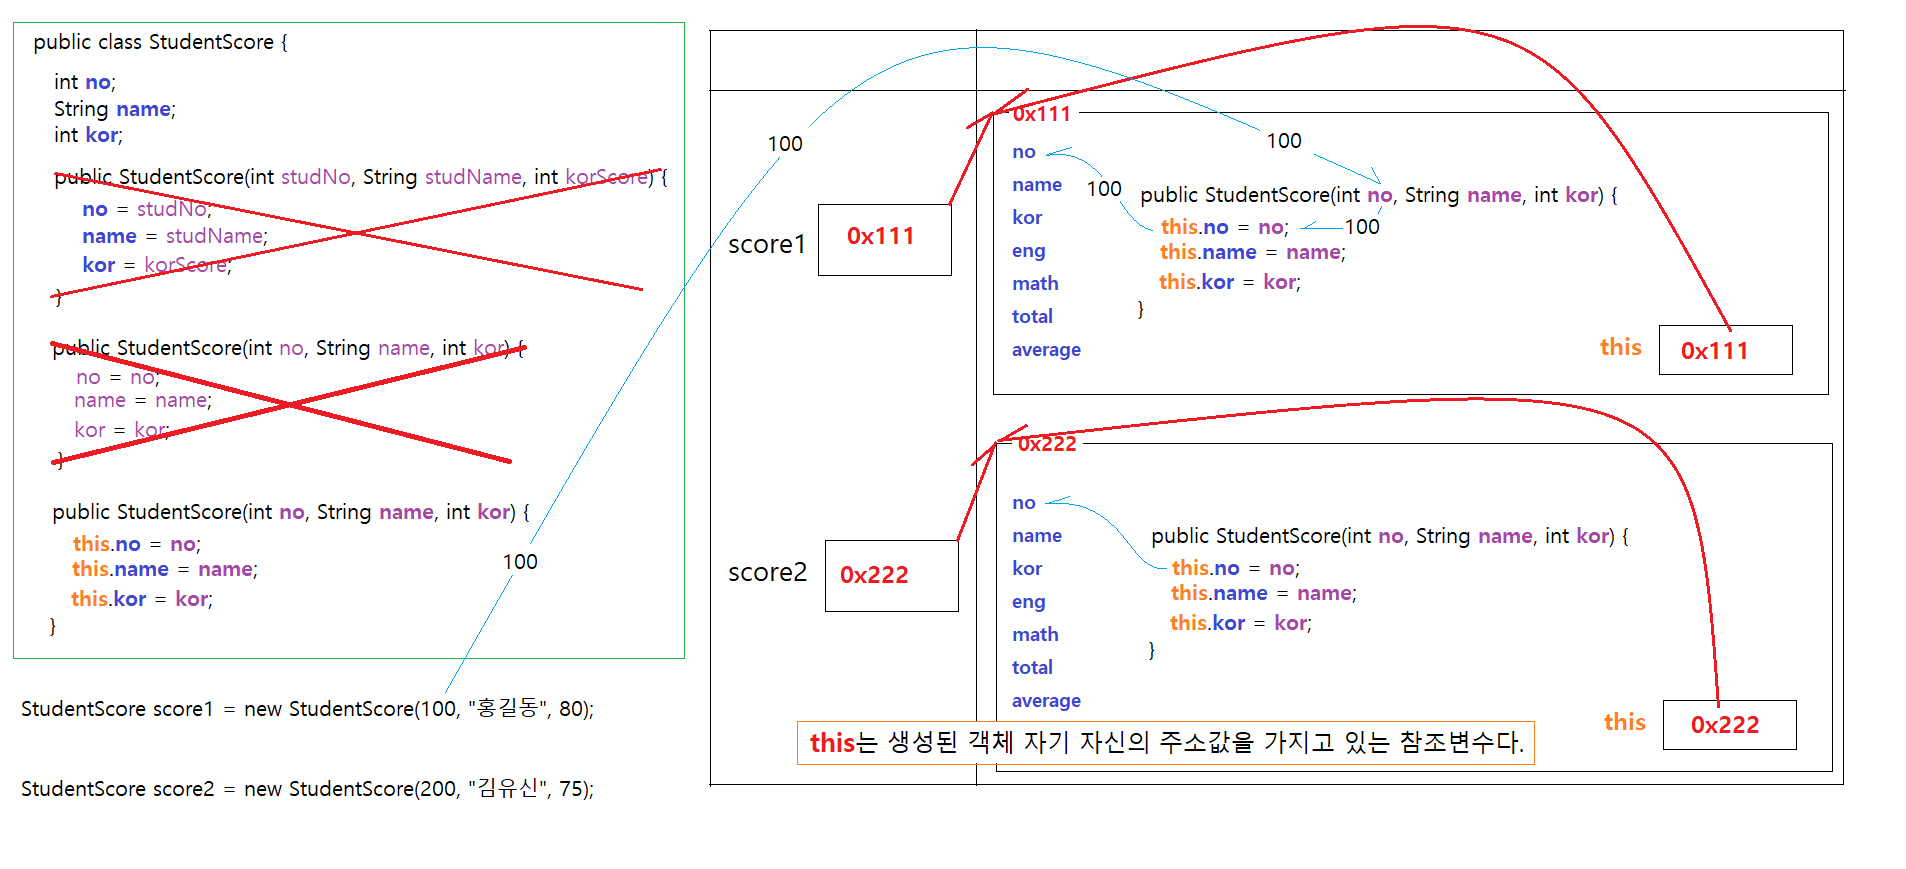 public class StudentScore {
int no;
String name;
int kor;
public StudentScore(int studNo, String studName, int korScore) {
no = studNo;
name = studName;
kor = korScore;
}
public StudentScore(int no, String name, int kor) {
no = no;
name = name;
kor = kor;
}
public StudentScore(int no, String name, int kor) {
this.no = no;
this.name = name;
this.kor = kor;
}
100
StudentScore score1 = new StudentScore(100, "홍길동", 80);
StudentScore score2 = new StudentScore(200, "김유신", 75);
100
score1
0x111
0x111
no
name
kor
eng
math
total
average
100
100
public StudentScore(int no, String name, int kor) {
this.no = no;
100
this.name = name;
this.kor = kor;
}
this
0x111
score2
0x222
0x222
no
name
kor
eng
math
total
average
public StudentScore(int no, String name, int kor) {
this.no = no;
this.name = name;
this.kor = kor;
}
this
0x222
this는 생성된 객체 자기 자신의 주소값을 가지고 있는 참조변수다.